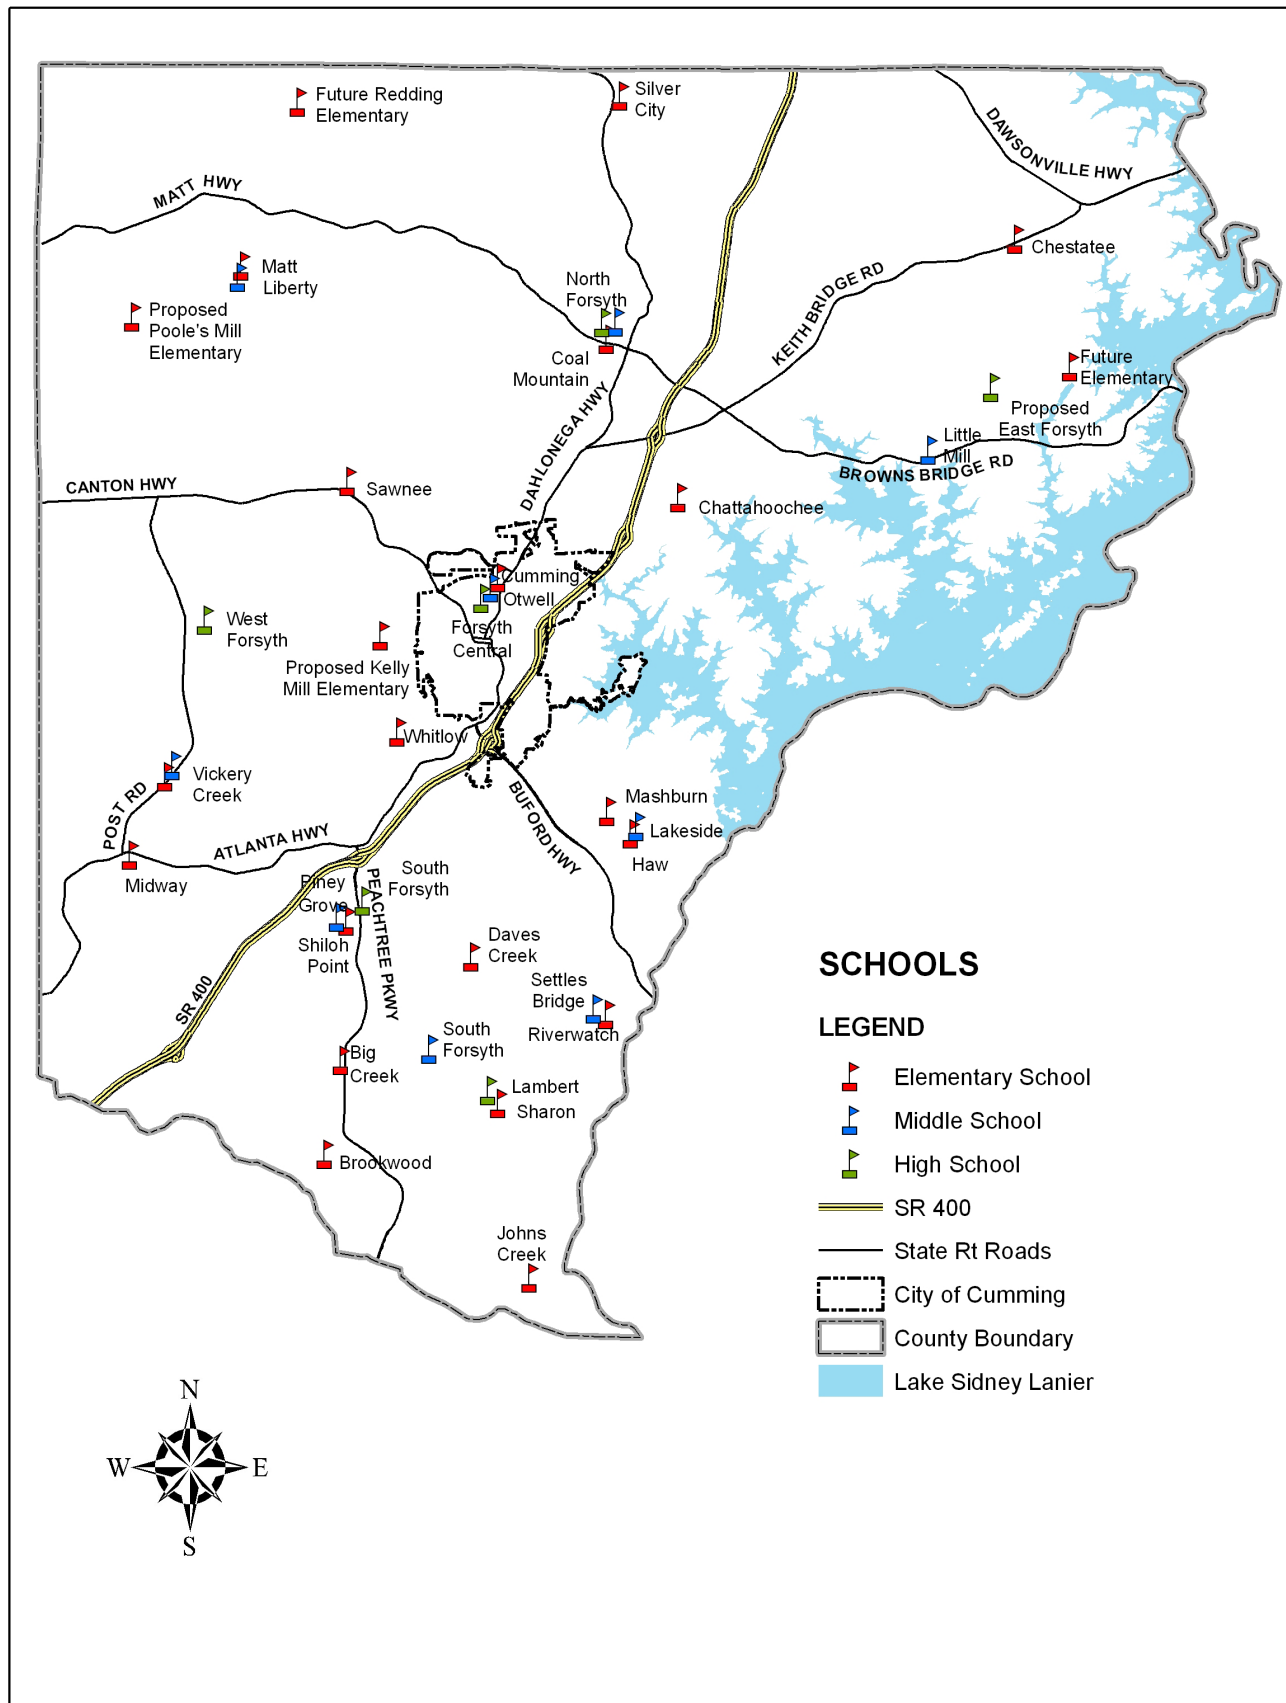 Future Redding
Elementary
Silver
City
DAWSONVILLE HWY
MATT HWY
Chestatee
Matt
Liberty
North
Forsyth
KEITH BRIDGE RD
Proposed
Poole's Mill
Elementary
Coal
Mountain
Future
Elementary
Proposed
East Forsyth
DAHLONEGA HWY
Little
Mill
BROWNS BRIDGE RD
CANTON HWY
Sawnee
Chattahoochee
Cumming
Otwell
West
Forsyth
Forsyth
Central
Proposed Kelly
Mill Elementary
Whitlow
Vickery
Creek
POST RD
BUFORD HWY
Mashburn
Lakeside
Haw
ATLANTA HWY
Midway
Piney
Grove
South
Forsyth
PEACHTREE PKWY
Shiloh
Point
Daves
Creek
SR 400
Settles
Bridge
Riverwatch
South
Forsyth
Big
Creek
Lambert
Sharon
Brookwood
Johns
Creek
SCHOOLS
LEGEND
Elementary School
Middle School
High School
SR 400
State Rt Roads
City of Cumming
County Boundary
Lake Sidney Lanier
N
W
E
S